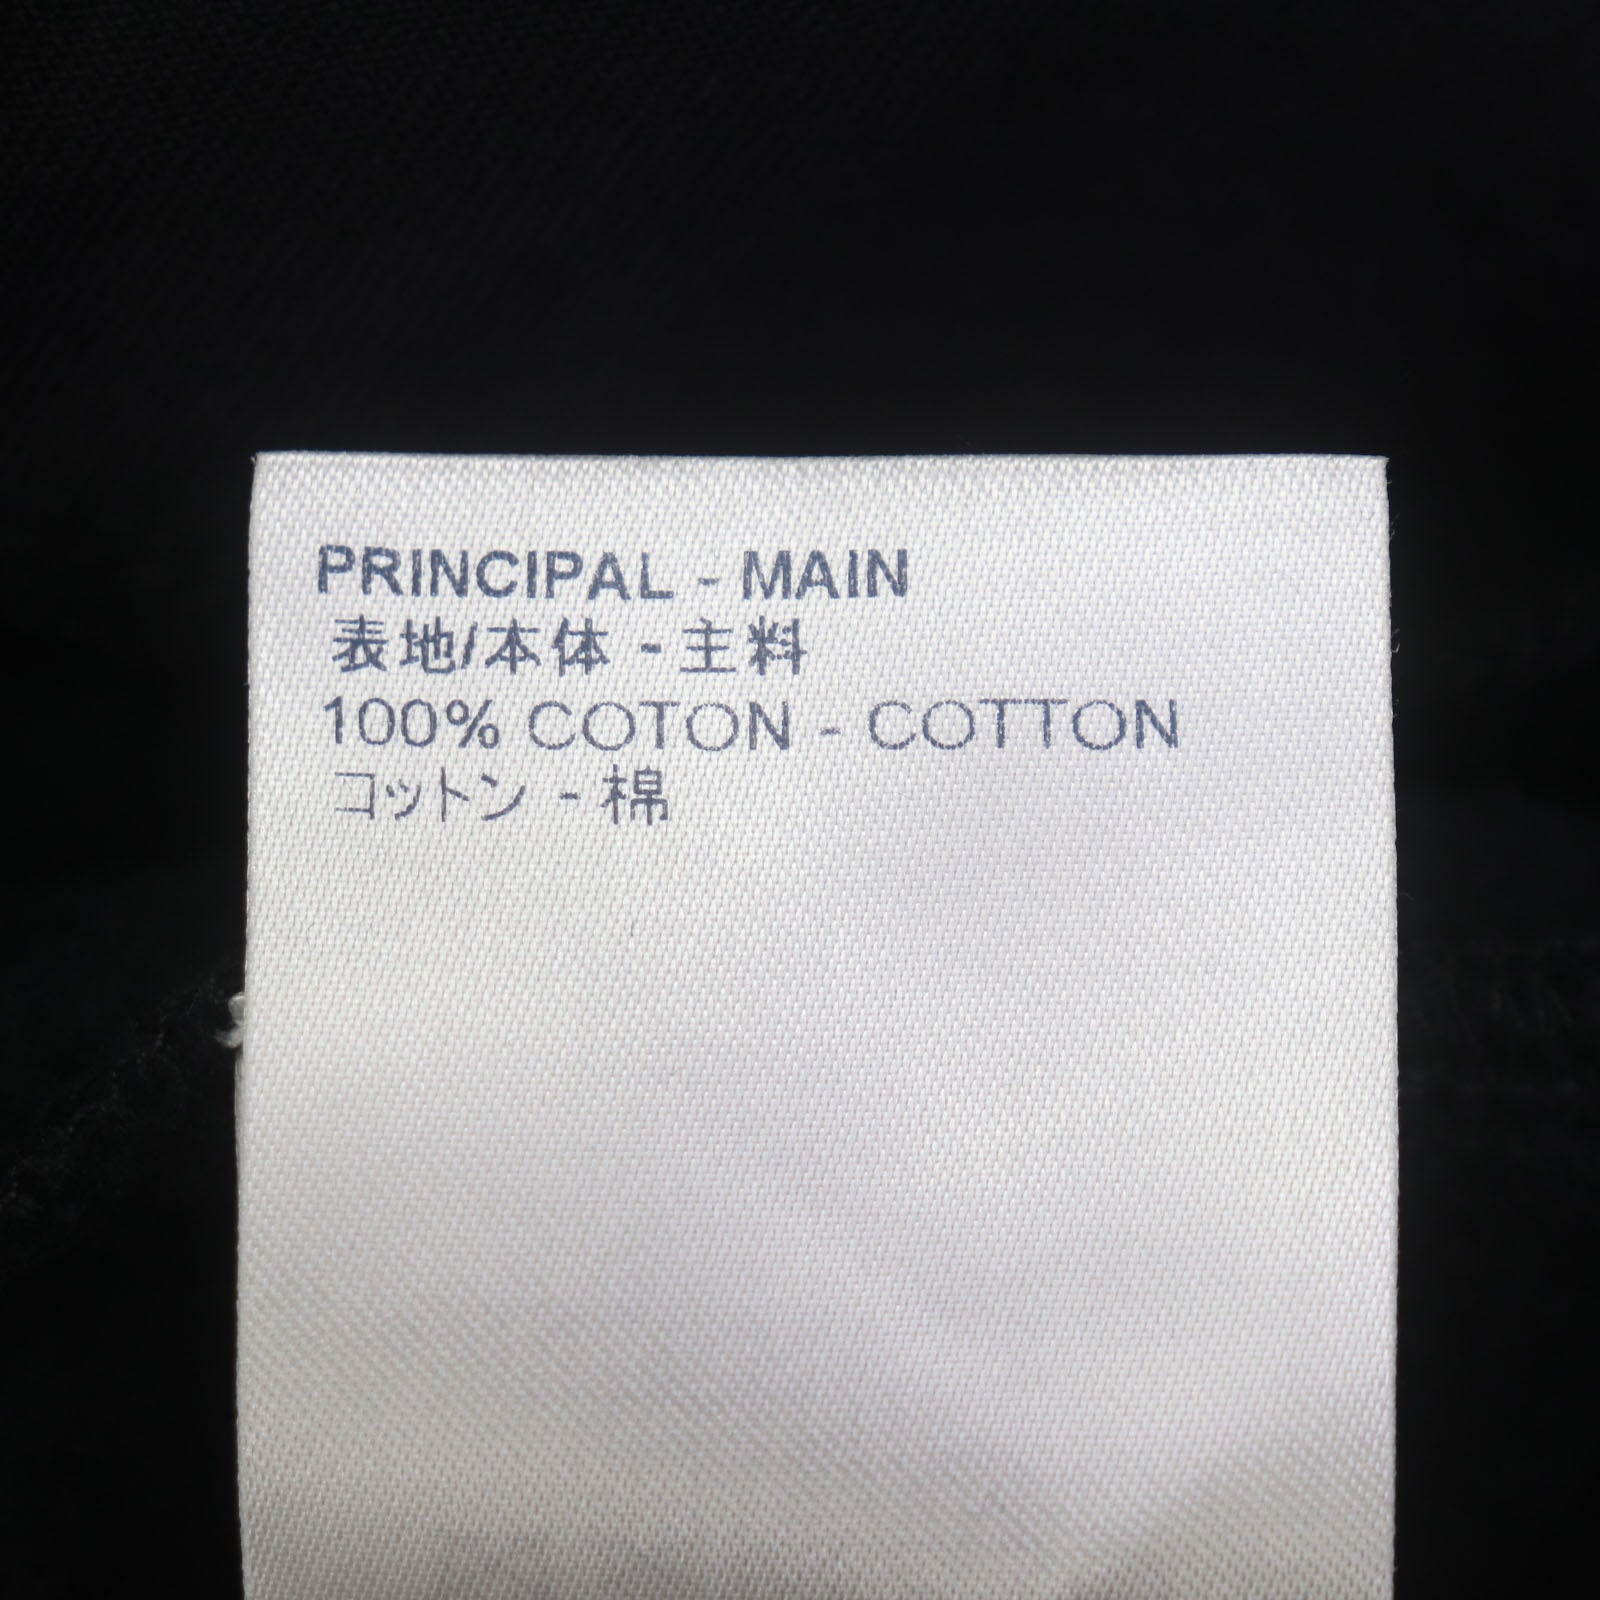 PRINCIPAL - MAIN
表地/本体 - 主料
100% COTON - COTTON
コットン - 棉